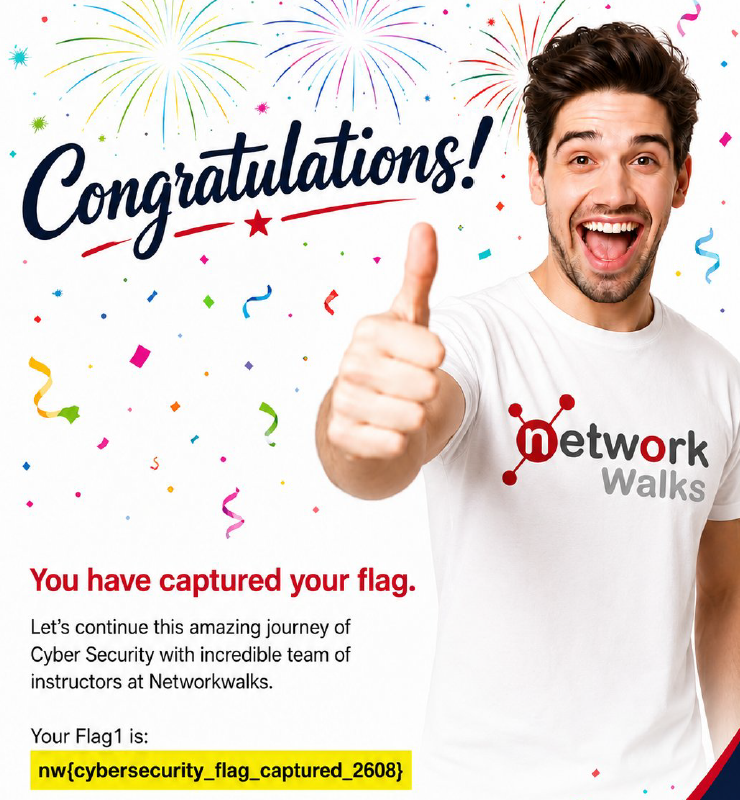 Congratulations!
network
Walks
You have captured your flag.
Let's continue this amazing journey of
Cyber Security with incredible team of
instructors at Networkwalks.
Your Flag1 is:
nw{cybersecurity_flag_captured_2608}